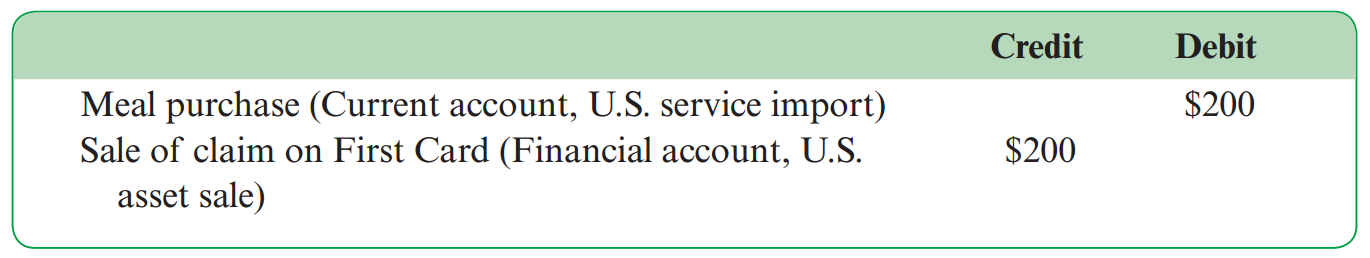 Credit Debit
Meal purchase (Current account, U.S. service import) $200
Sale of claim on First Card (Financial account, U.S. $200
asset sale)